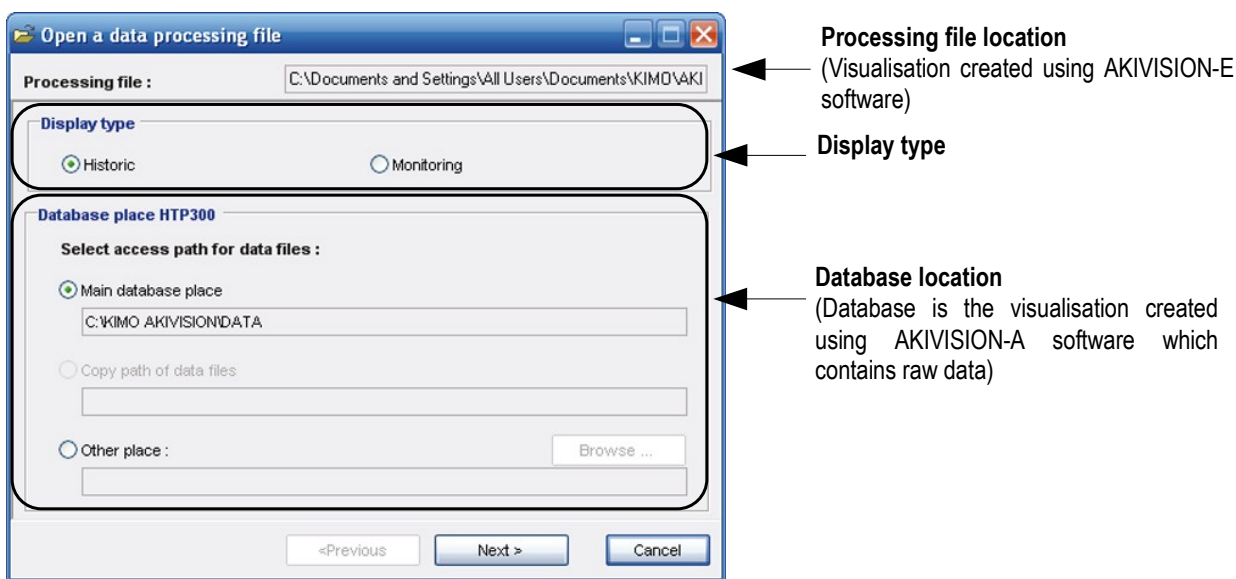 Open a data processing file
Processing file :
C:\Documents and Settings\All Users\Documents\KIMO\AKI
Display type
Historic
Monitoring
Database place HTP300
Select access path for data files :
Main database place
C:\KIMO AKIVISION\DATA
Copy path of data files
Other place :
Browse ...
<Previous
Next >
Cancel
Processing file location
(Visualisation created using AKIVISION-E
software)
Display type
Database location
(Database is the visualisation created
using AKIVISION-A software which
contains raw data)